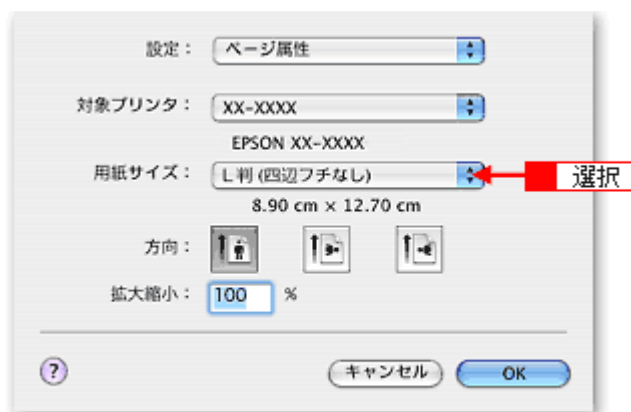 設定： ページ属性
対象プリンタ： XX-XXXX
EPSON XX-XXXX
用紙サイズ： L判(四辺フチなし) 選択
8.90 cm × 12.70 cm
方向：
拡大縮小： 100 %
? キャンセル OK